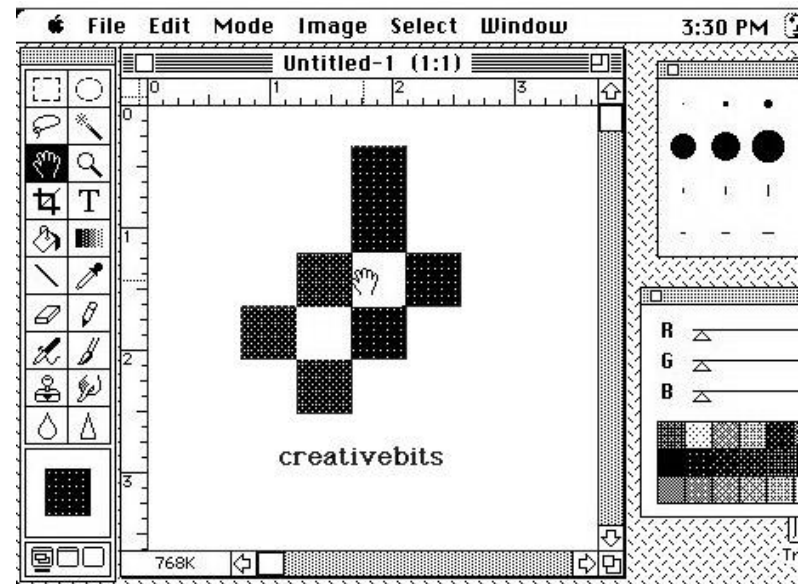 File Edit Mode Image Select Window 3:30 PM
Untitled-1 (1:1)
0 1 2 3
0
1
2
3
T
R
G
B
creativebits
768K
Tr